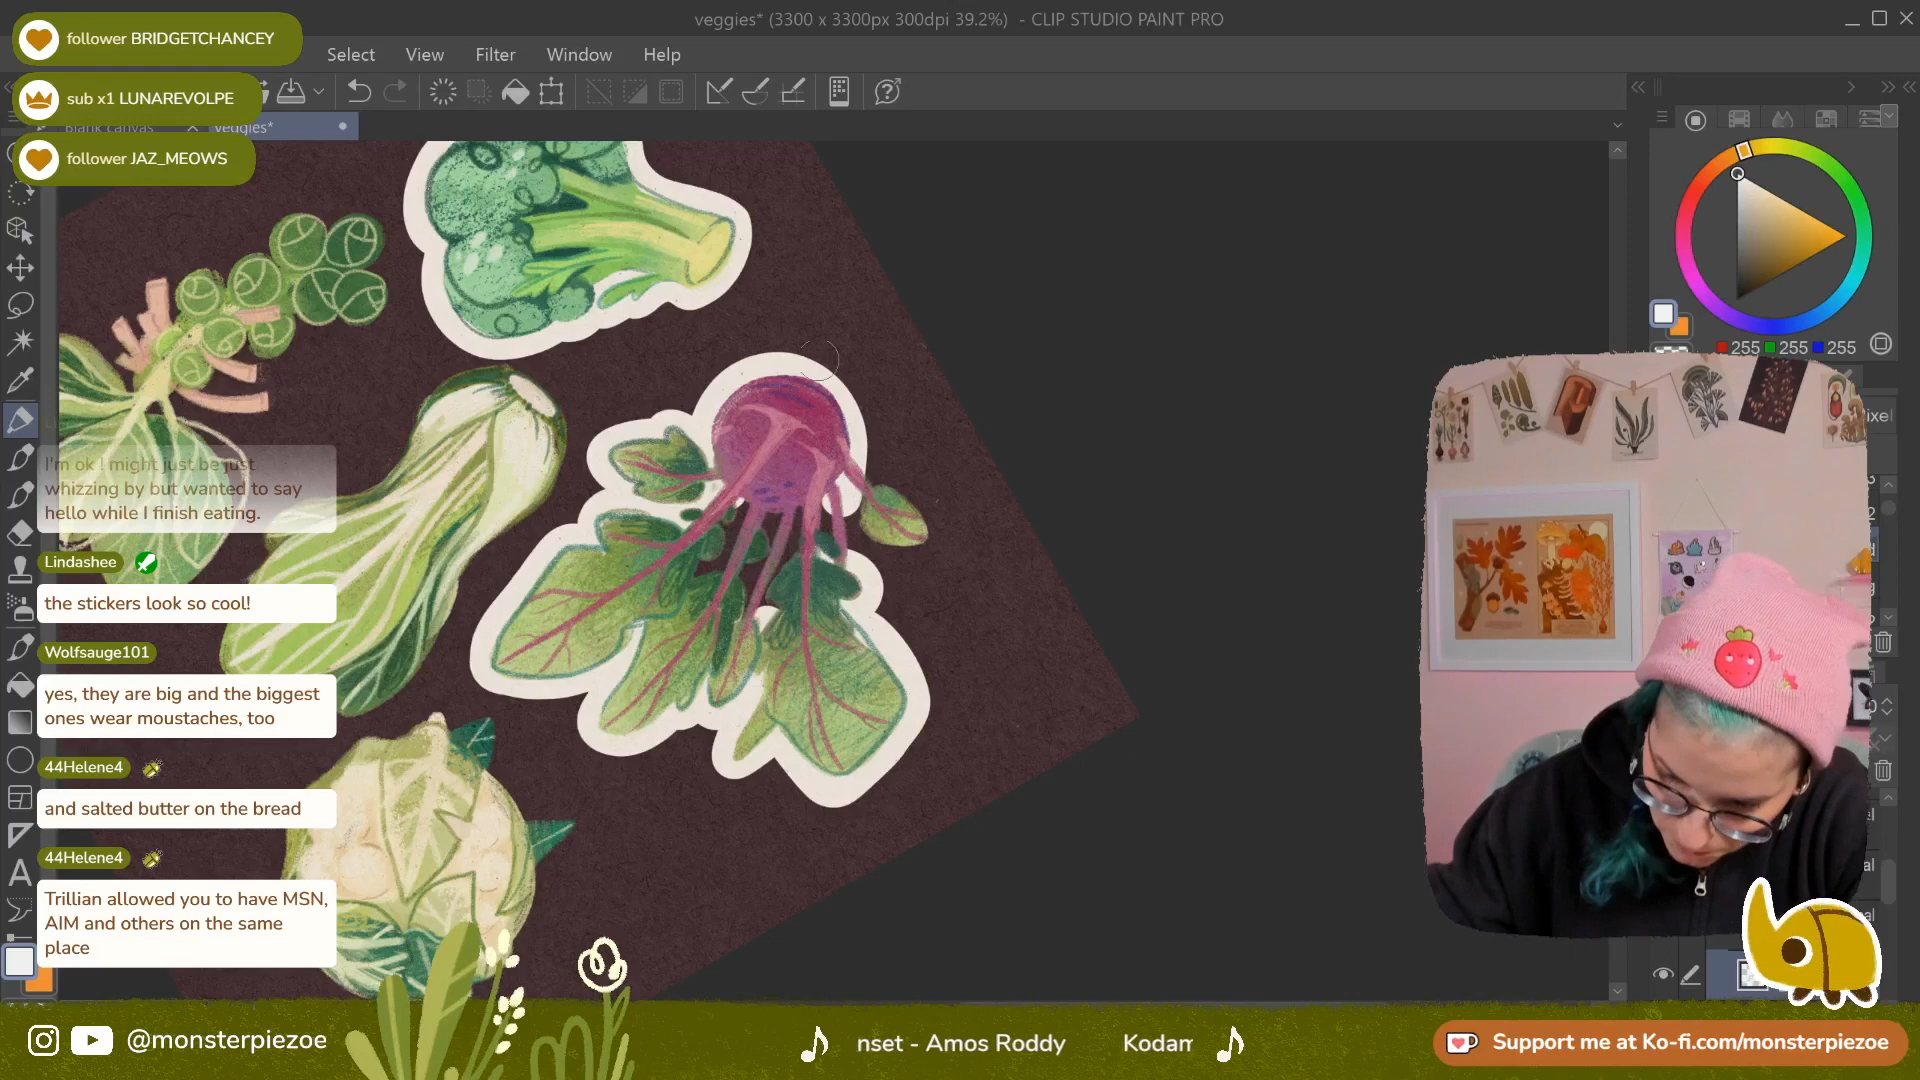 veggies* (3300 x 3300px 300dpi 39.2%) - CLIP STUDIO PAINT PRO
follower BRIDGETCHANCEY
Select View Filter Window Help
sub x1 LUNAREVOLPE
blank canvas veggies*
follower JAZ_MEOWS
255 255 255
I'm ok I might just be just
whizzing by but wanted to say
hello while I finish eating.
Lindashee
the stickers look so cool!
Wolfsauge101
yes, they are big and the biggest
ones wear moustaches, too
44Helene4
and salted butter on the bread
44Helene4
Trillian allowed you to have MSN,
AIM and others on the same
place
@monsterpiezoe
nset - Amos Roddy Kodam
Support me at Ko-fi.com/monsterpiezoe